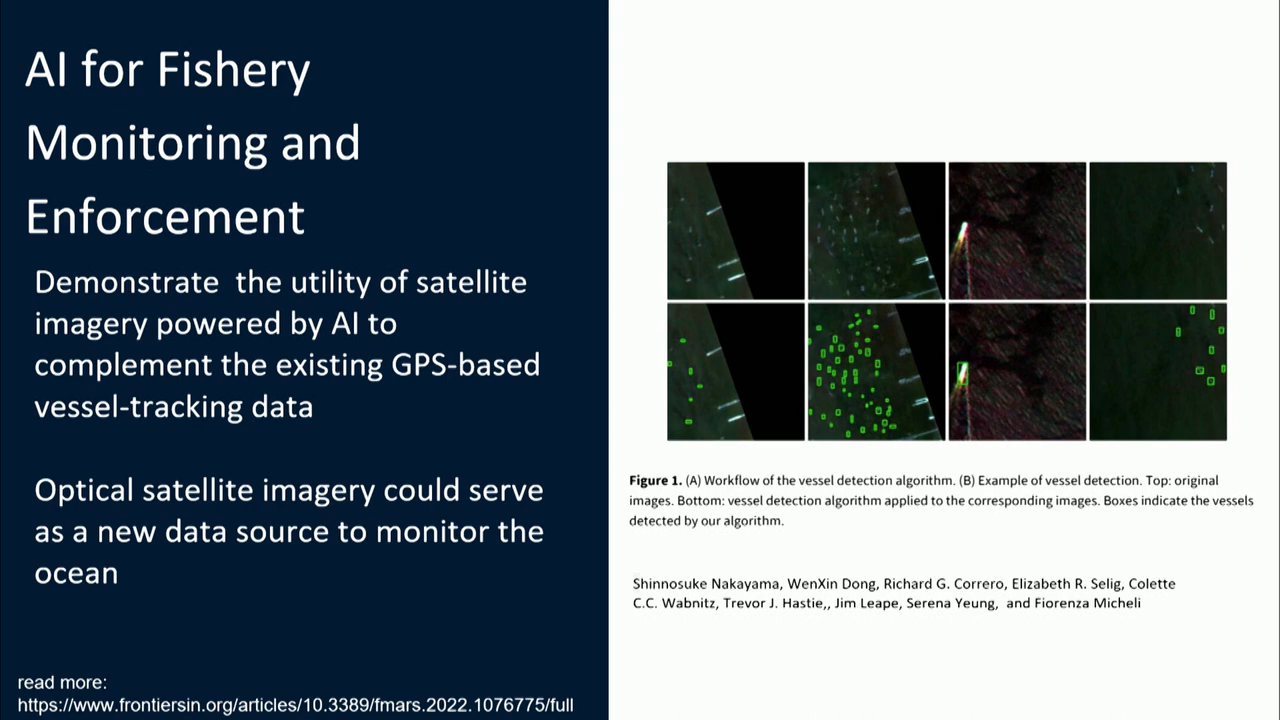 AI for Fishery
Monitoring and
Enforcement
Demonstrate  the utility of satellite
imagery powered by AI to
complement the existing GPS-based
vessel-tracking data
Optical satellite imagery could serve
as a new data source to monitor the
ocean
read more:
https://www.frontiersin.org/articles/10.3389/fmars.2022.1076775/full
Figure 1. (A) Workflow of the vessel detection algorithm. (B) Example of vessel detection. Top: original
images. Bottom: vessel detection algorithm applied to the corresponding images. Boxes indicate the vessels
detected by our algorithm.
Shinnosuke Nakayama, WenXin Dong, Richard G. Correro, Elizabeth R. Selig, Colette
C.C. Wabnitz, Trevor J. Hastie,, Jim Leape, Serena Yeung,  and Fiorenza Micheli